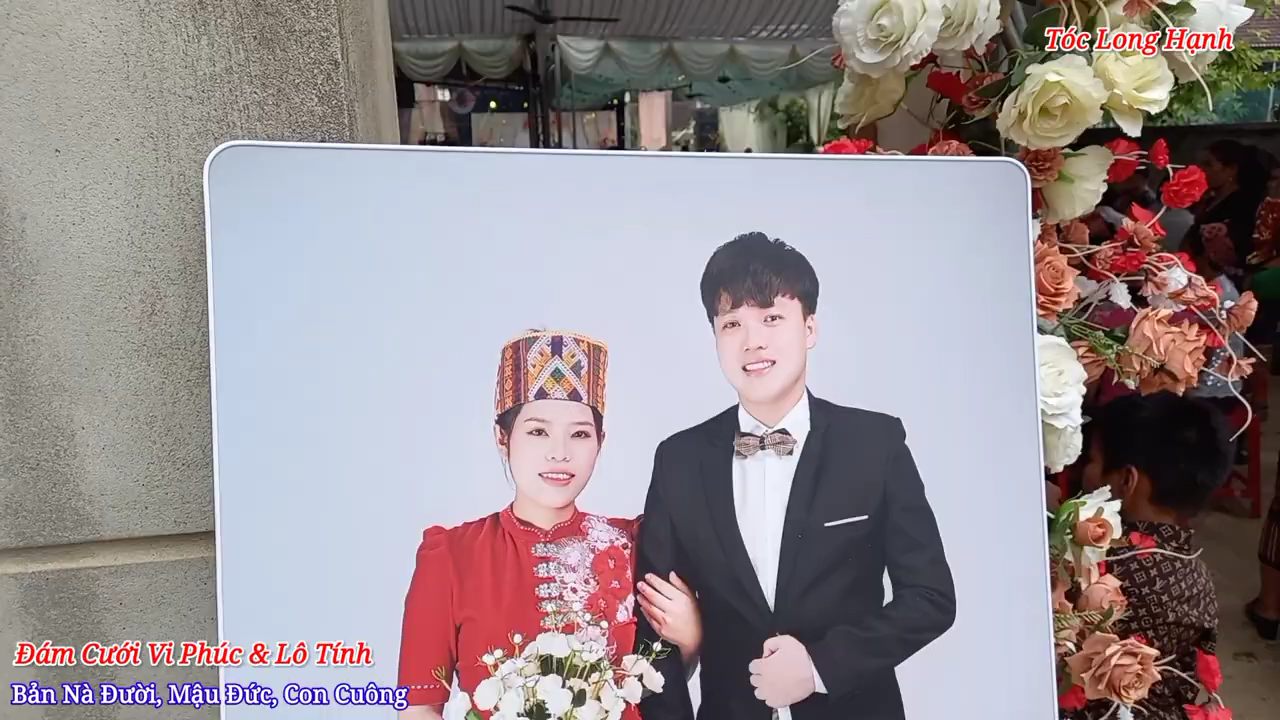 Tóc Long Hạnh
Đám Cưới Vi Phúc & Lô Tính
Bản Nà Đười, Mậu Đức, Con Cuông